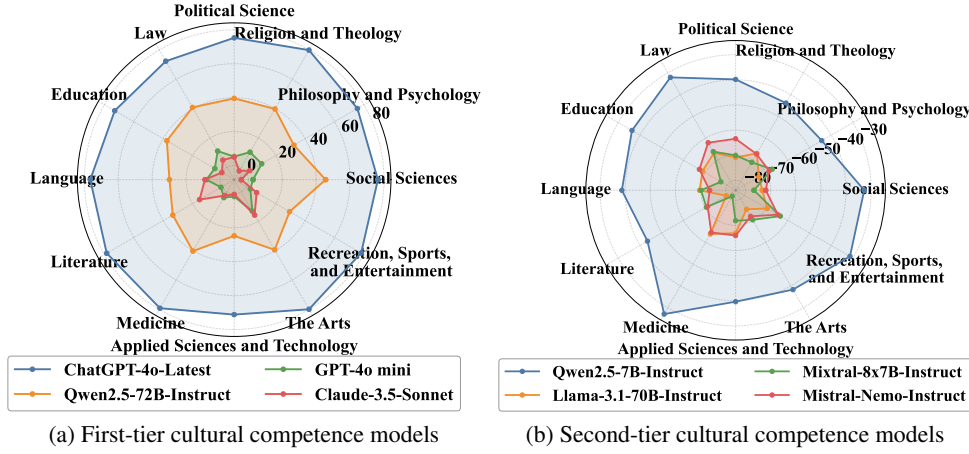 Political Science
Law
Religion and Theology
Education
Philosophy and Psychology
80
60
40
20
0
Language
Social Sciences
Literature
Recreation, Sports,
and Entertainment
Medicine
The Arts
Applied Sciences and Technology
ChatGPT-4o-Latest
GPT-4o mini
Qwen2.5-72B-Instruct
Claude-3.5-Sonnet
(a) First-tier cultural competence models
Political Science
Law
Religion and Theology
Education
Philosophy and Psychology
−30
−40
−50
−60
−70
−80
Language
Social Sciences
Literature
Recreation, Sports,
and Entertainment
Medicine
The Arts
Applied Sciences and Technology
Qwen2.5-7B-Instruct
Mixtral-8x7B-Instruct
Llama-3.1-70B-Instruct
Mistral-Nemo-Instruct
(b) Second-tier cultural competence models